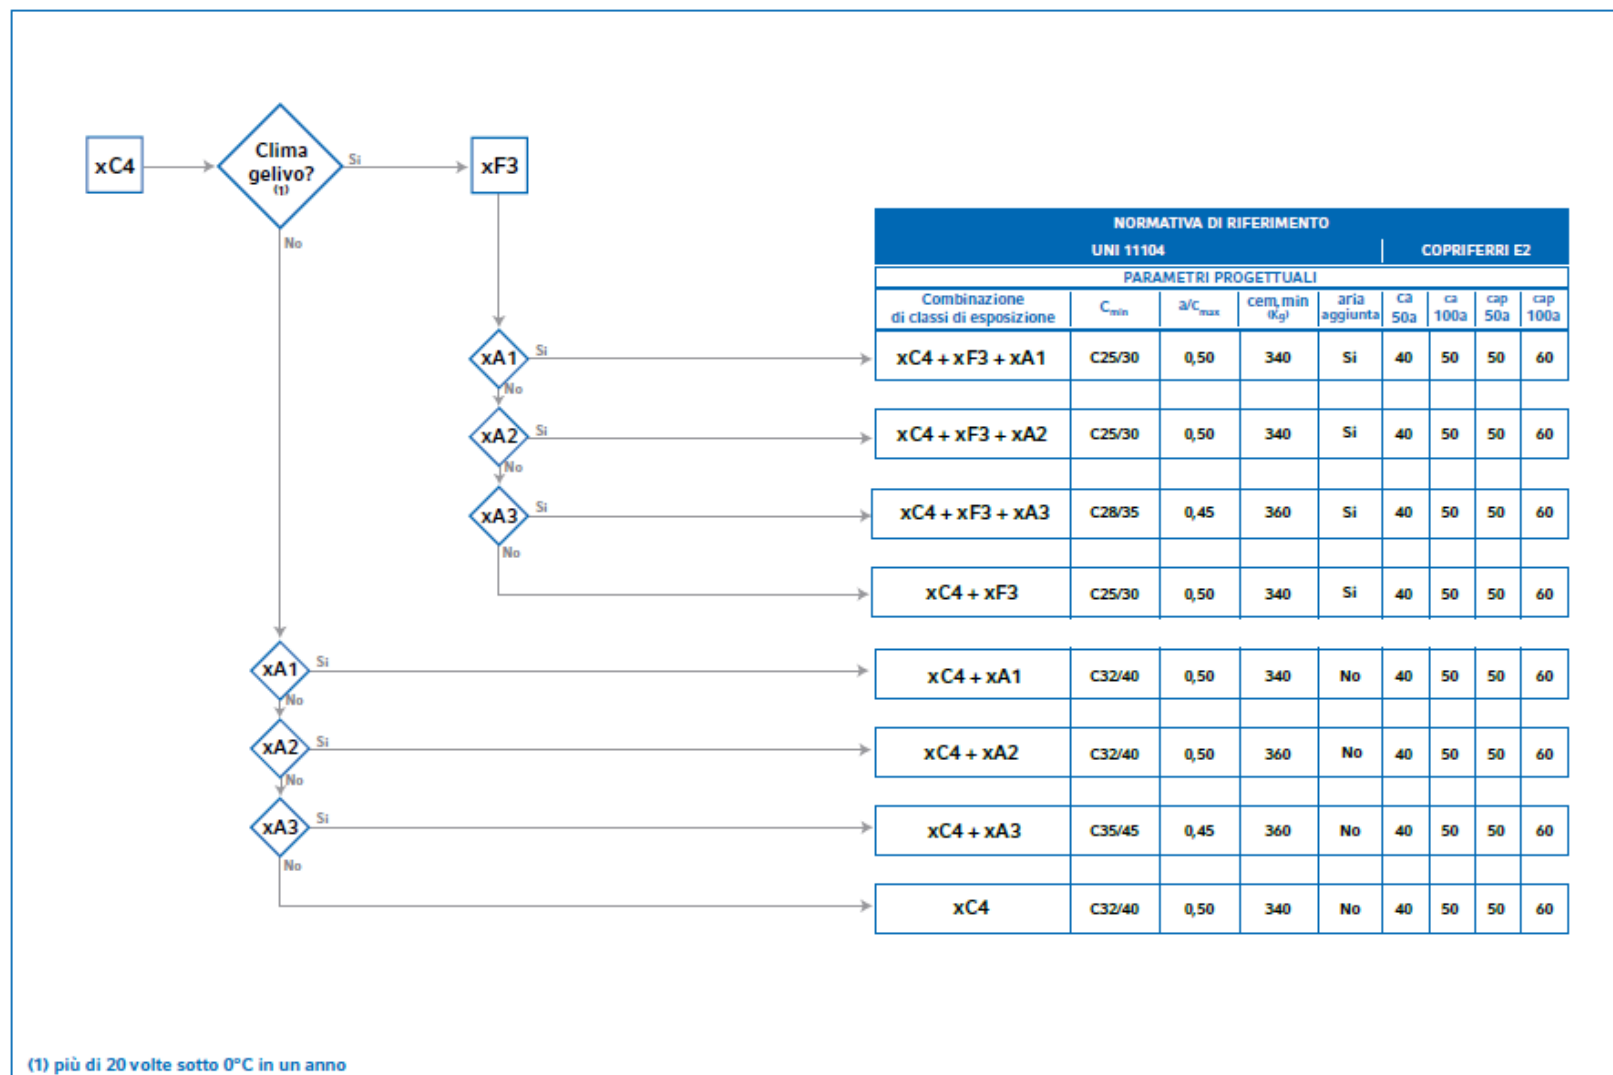 xC4
Clima
gelivo?
(1)
Si
xF3
No
NORMATIVA DI RIFERIMENTO
UNI 11104 COPRIFERRI E2
PARAMETRI PROGETTUALI
Combinazione
di classi di esposizione
Cmin
a/cmax
cem,min
(Kg)
aria
aggiunta
ca
50a
ca
100a
cap
50a
cap
100a
xA1 Si xC4 + xF3 + xA1 C25/30 0,50 340 Si 40 50 50 60
No
xA2 Si xC4 + xF3 + xA2 C25/30 0,50 340 Si 40 50 50 60
No
xA3 Si xC4 + xF3 + xA3 C28/35 0,45 360 Si 40 50 50 60
No
xC4 + xF3 C25/30 0,50 340 Si 40 50 50 60
xA1 Si xC4 + xA1 C32/40 0,50 340 No 40 50 50 60
No
xA2 Si xC4 + xA2 C32/40 0,50 360 No 40 50 50 60
No
xA3 Si xC4 + xA3 C35/45 0,45 360 No 40 50 50 60
No
xC4 C32/40 0,50 340 No 40 50 50 60
(1) più di 20 volte sotto 0°C in un anno